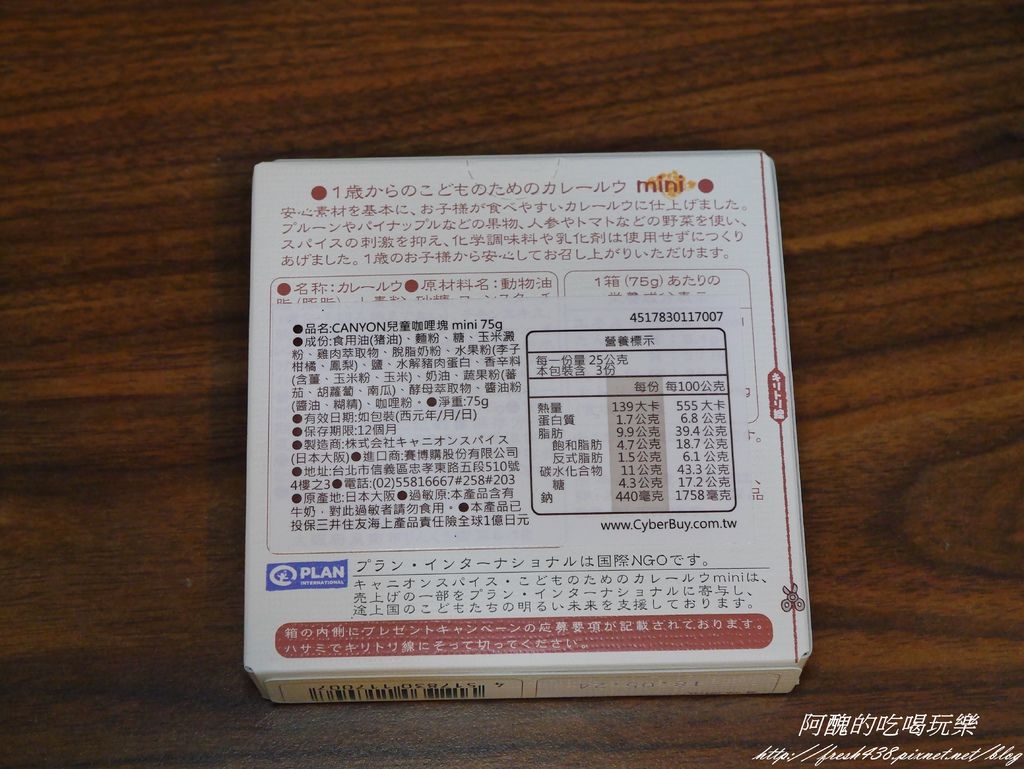 ●1歳からのこどものためのカレールウ mini ●
安心素材を基本に、お子様が食べやすいカレールウに仕上げました。
プルーンやパイナップルなどの果物、人参やトマトなどの野菜を使い、
スパイスの刺激を抑え、化学調味料や乳化剤は使用せずにつくり
あげました。1歳のお子様から安心してお召し上がりいただけます。
●名称:カレールウ●原材料名:動物油
1箱(75g)あたりの
●品名:CANYON兒童咖哩塊 mini 75g
●成份:食用油(豬油)、麵粉、糖、玉米澱
粉、雞肉萃取物、脫脂奶粉、水果粉(李子
柑橘、鳳梨)、鹽、水解豬肉蛋白、香辛料
(含薑、玉米粉、玉米)、奶油、蔬果粉(蕃
茄、胡蘿蔔、南瓜)、酵母萃取物、醬油粉
(醬油、糊精)、咖哩粉。●淨重:75g
●有效日期:如包裝(西元年/月/日)
●保存期限:12個月
●製造商:株式会社キャニオンスパイス
(日本大阪)●進口商:賽博購股份有限公司
●地址:台北市信義區忠孝東路五段510號
4樓之3●電話:(02)55816667#258#203
●原產地:日本大阪●過敏原:本產品含有
牛奶，對此過敏者請勿食用。●本產品已
投保三井住友海上產品責任險全球1億日元
4517830117007
營養標示
每一份量 25公克
本包裝含 3份
每份 每100公克
熱量 139大卡 555大卡
蛋白質 1.7公克 6.8公克
脂肪 9.9公克 39.4公克
飽和脂肪 4.7公克 18.7公克
反式脂肪 1.5公克 6.1公克
碳水化合物 11公克 43.3公克
糖 4.3公克 17.2公克
鈉 440毫克 1758毫克
www.CyberBuy.com.tw
キリトリ線
PLAN
INTERNATIONAL
プラン・インターナショナルは国際NGOです。
キャニオンスパイス・こどものためのカレールウminiは、
売上げの一部をプラン・インターナショナルに寄与し、
途上国のこどもたちの明るい未来を支援しております。
箱の内側にプレゼントキャンペーンの応募要項が記載されております。
ハサミでキリトリ線にそって切ってください。
4517830117007
阿醜的吃喝玩樂
http://fresh438.pixnet.net/blog